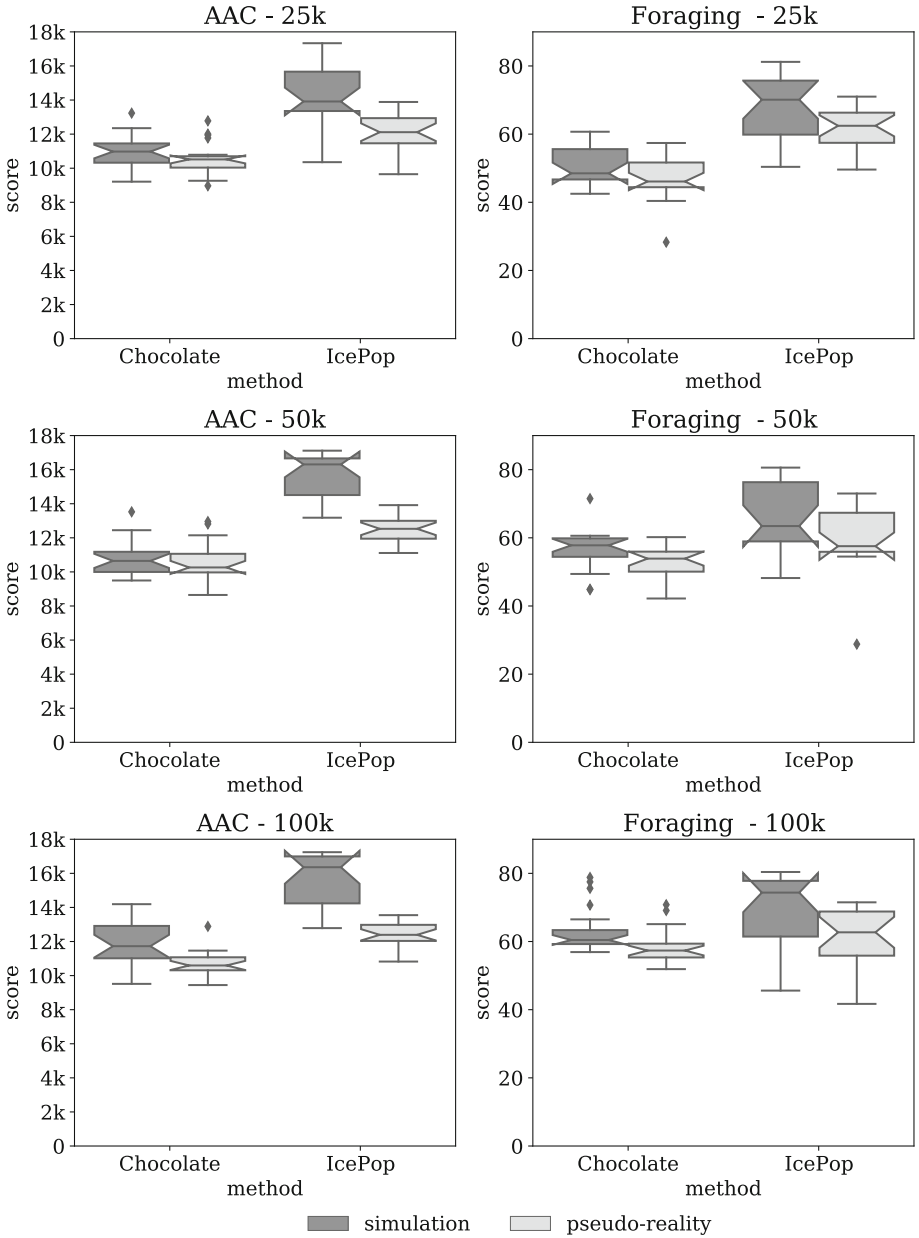 AAC - 25k
18k
16k
14k
12k
10k
8k
6k
4k
2k
0
score
Chocolate IcePop
method
Foraging - 25k
80
60
40
20
0
score
Chocolate IcePop
method
AAC - 50k
18k
16k
14k
12k
10k
8k
6k
4k
2k
0
score
Chocolate IcePop
method
Foraging - 50k
80
60
40
20
0
score
Chocolate IcePop
method
AAC - 100k
18k
16k
14k
12k
10k
8k
6k
4k
2k
0
score
Chocolate IcePop
method
Foraging - 100k
80
60
40
20
0
score
Chocolate IcePop
method
simulation pseudo-reality